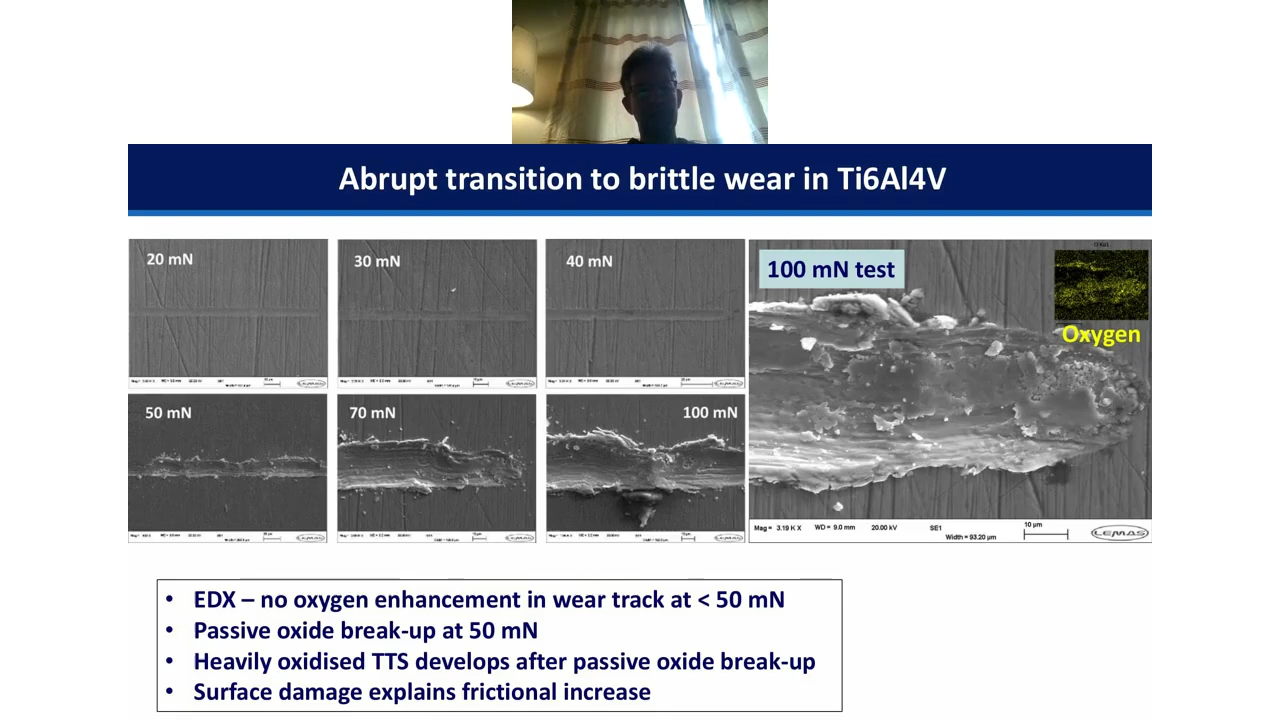 Abrupt transition to brittle wear in Ti6Al4V
20 mN
30 mN
40 mN
50 mN
70 mN
100 mN
100 mN test
Oxygen
Mag = 3.19 K X WD = 9.0 mm 20.00 kV SE1 10 µm
Width = 93.20 µm
LEMAS
• EDX – no oxygen enhancement in wear track at < 50 mN
• Passive oxide break-up at 50 mN
• Heavily oxidised TTS develops after passive oxide break-up
• Surface damage explains frictional increase